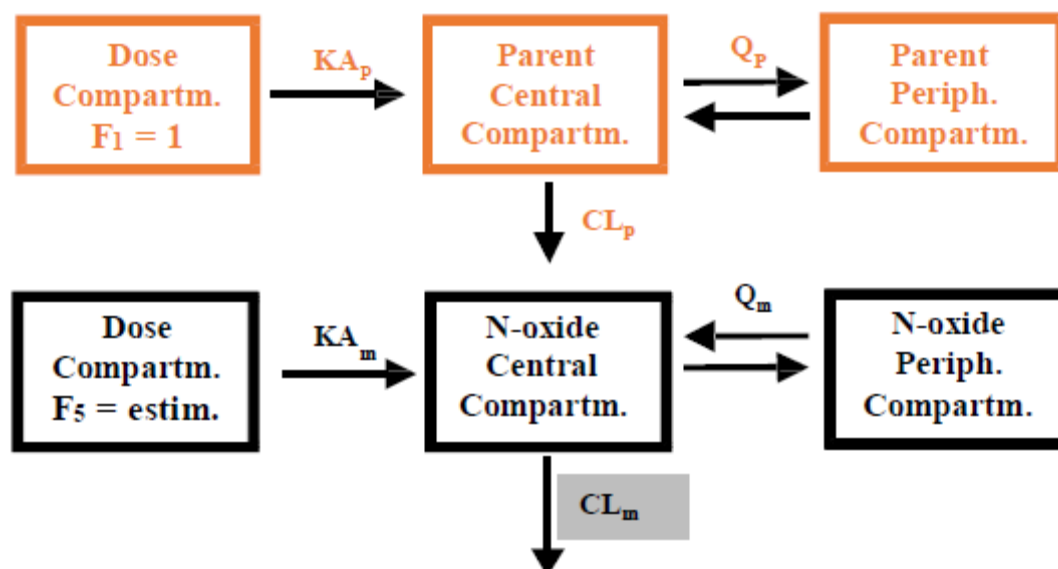 Dose
Compartm.
F₁ = 1
KAₚ
Parent
Central
Compartm.
Qₚ
Parent
Periph.
Compartm.
CLₚ
Dose
Compartm.
F₅ = estim.
KAₘ
N-oxide
Central
Compartm.
Qₘ
N-oxide
Periph.
Compartm.
CLₘ